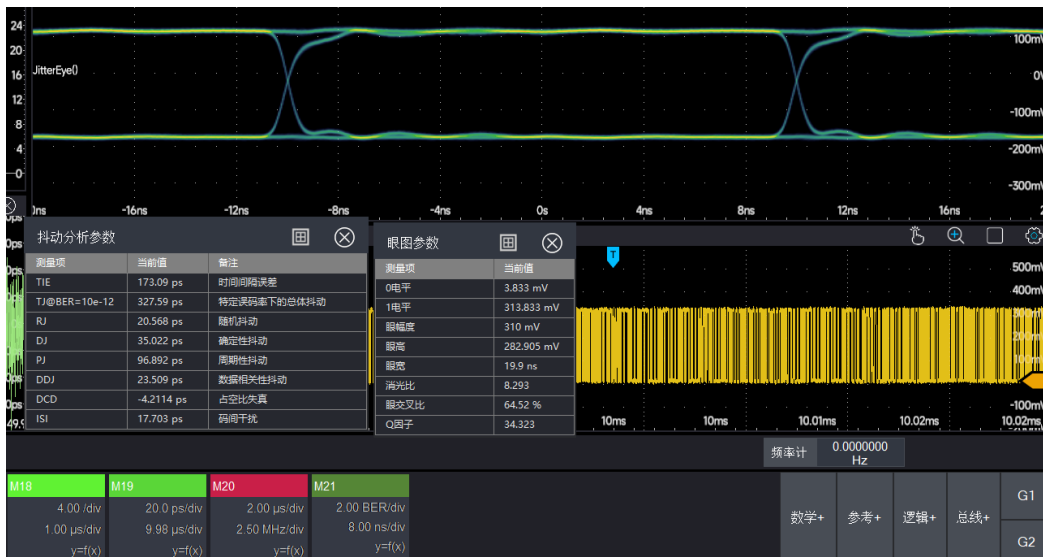 24
20
16
12
8
4
0
JitterEye()
100mV
0V
-100mV
-200mV
-300mV
-16ns -12ns -8ns -4ns 0s 4ns 8ns 12ns 16ns
抖动分析参数
测量项 当前值 备注
TIE 173.09 ps 时间间隔误差
TJ@BER=10e-12 327.59 ps 特定误码率下的总体抖动
RJ 20.568 ps 随机抖动
DJ 35.022 ps 确定性抖动
PJ 96.892 ps 周期性抖动
DDJ 23.509 ps 数据相关性抖动
DCD -4.2114 ps 占空比失真
ISI 17.703 ps 码间干扰
眼图参数
测量项 当前值
0电平 3.833 mV
1电平 313.833 mV
眼幅度 310 mV
眼高 282.905 mV
眼宽 19.9 ns
消光比 8.293
眼交叉比 64.52 %
Q因子 34.323
T
500mV
400mV
300mV
100m
-100mV
10ms 10ms 10.01ms 10.02ms 10.02ms
频率计 0.0000000
Hz
M18 M19 M20 M21
4.00 /div 20.0 ps/div 2.00 µs/div 2.00 BER/div
1.00 µs/div 9.98 µs/div 2.50 MHz/div 8.00 ns/div
y=f(x) y=f(x) y=f(x) y=f(x)
数学+ 参考+ 逻辑+ 总线+
G1
G2